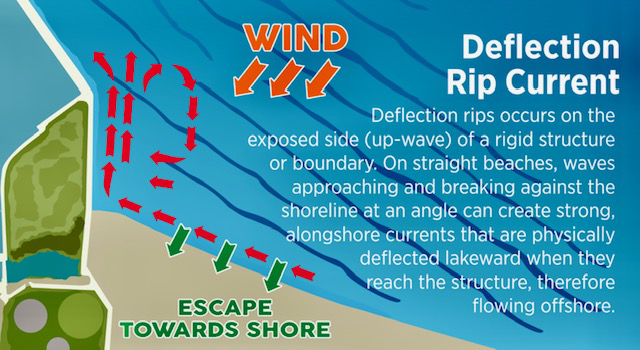 WIND
Deflection
Rip Current
Deflection rips occurs on the
exposed side (up-wave) of a rigid structure
or boundary. On straight beaches, waves
approaching and breaking against the
shoreline at an angle can create strong,
alongshore currents that are physically
deflected lakeward when they
reach the structure, therefore
flowing offshore.
ESCAPE
TOWARDS SHORE